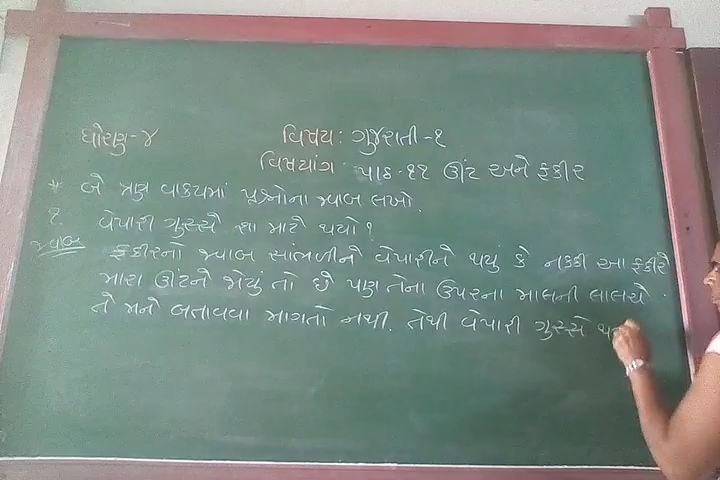 ધોરણ-૪
વિષય: ગુજરાતી-૧
વિષયાંગ: પાઠ-૧૧ ઊંટ અને ફકીર
* બે ત્રણ વાક્યમાં પ્રશ્નોના જવાબ લખો.
૧ વેપારી ગુસ્સે શા માટે થયો?
જવાબ ફકીરનો જવાબ સાંભળીને વેપારીને થયું કે નક્કી આ ફકીરે
મારા ઊંટને જોયું તો છે પણ તેના ઉપરના માલની લાલચે
તે મને બતાવવા માગતો નથી. તેથી વેપારી ગુસ્સે